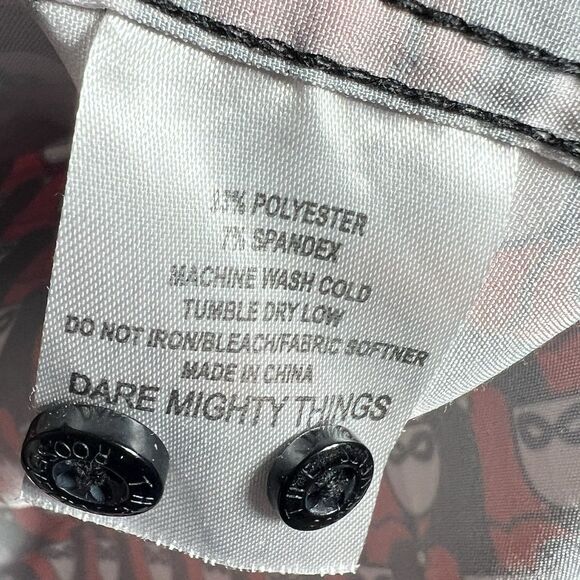 % POLYESTER
7% SPANDEX
MACHINE WASH COLD
TUMBLE DRY LOW
DO NOT IRON/BLEACH/FABRIC SOFTNER
MADE IN CHINA
DARE MIGHTY THINGS